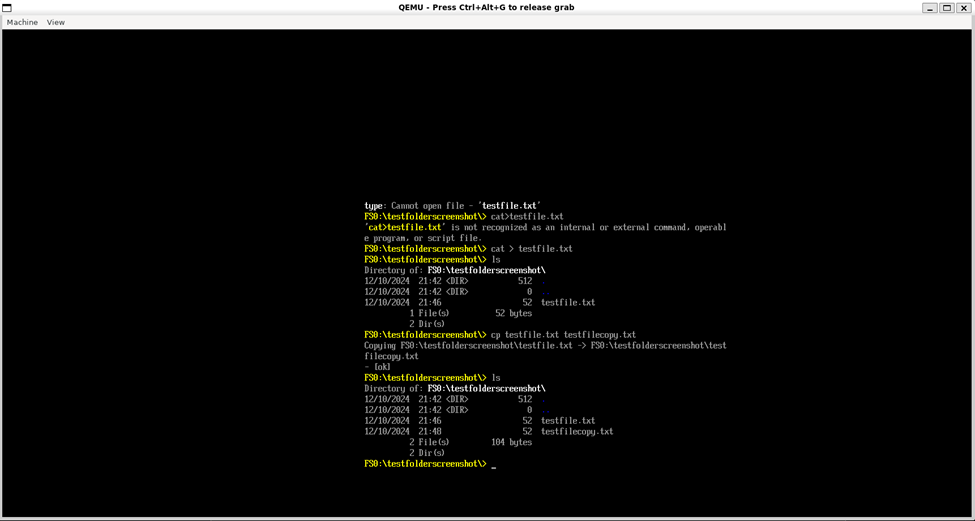 QEMU - Press Ctrl+Alt+G to release grab
Machine View
type: Cannot open file - 'testfile.txt'
FS0:\testfolderscreenshot\> cat>testfile.txt
'cat>testfile.txt' is not recognized as an internal or external command, operabl
e program, or script file.
FS0:\testfolderscreenshot\> cat > testfile.txt
FS0:\testfolderscreenshot\> ls
Directory of: FS0:\testfolderscreenshot\
12/10/2024 21:42 <DIR> 512 .
12/10/2024 21:42 <DIR> 0 ..
12/10/2024 21:46 52 testfile.txt
1 File(s) 52 bytes
2 Dir(s)
FS0:\testfolderscreenshot\> cp testfile.txt testfilecopy.txt
Copying FS0:\testfolderscreenshot\testfile.txt -> FS0:\testfolderscreenshot\test
filecopy.txt
- [ok]
FS0:\testfolderscreenshot\> ls
Directory of: FS0:\testfolderscreenshot\
12/10/2024 21:42 <DIR> 512 .
12/10/2024 21:42 <DIR> 0 ..
12/10/2024 21:46 52 testfile.txt
12/10/2024 21:48 52 testfilecopy.txt
2 File(s) 104 bytes
2 Dir(s)
FS0:\testfolderscreenshot\> _